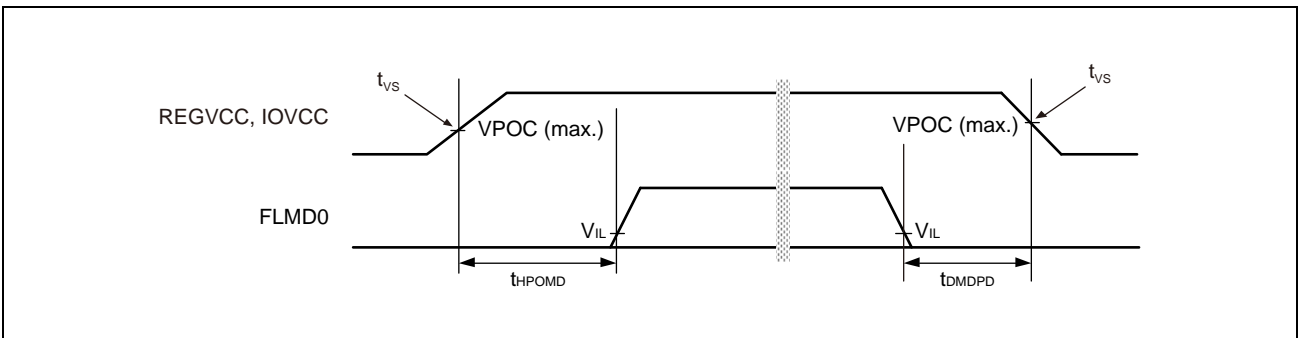 tVS
tVS
REGVCC, IOVCC
VPOC (max.)
VPOC (max.)
FLMD0
VIL
VIL
tHPOMD
tDMDPD